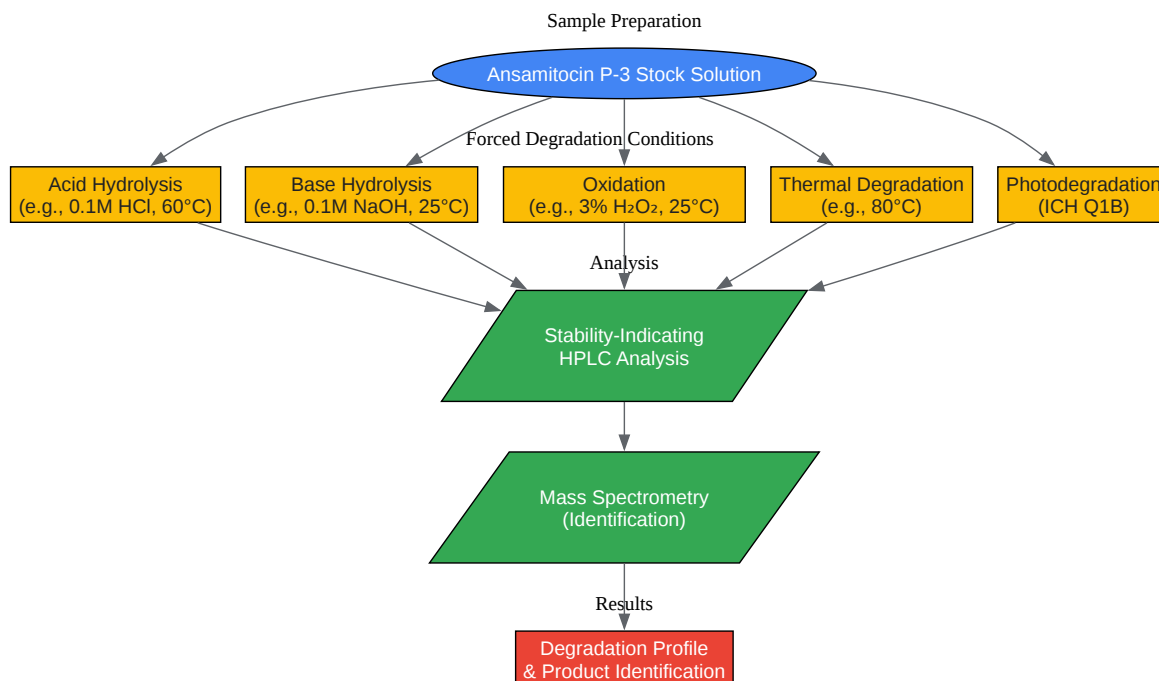 Sample Preparation
Ansamitocin P-3 Stock Solution
Forced Degradation Conditions
Acid Hydrolysis
(e.g., 0.1M HCl, 60°C)
Base Hydrolysis
(e.g., 0.1M NaOH, 25°C)
Oxidation
(e.g., 3% H₂O₂, 25°C)
Thermal Degradation
(e.g., 80°C)
Photodegradation
(ICH Q1B)
Analysis
Stability-Indicating
HPLC Analysis
Mass Spectrometry
(Identification)
Results
Degradation Profile
& Product Identification